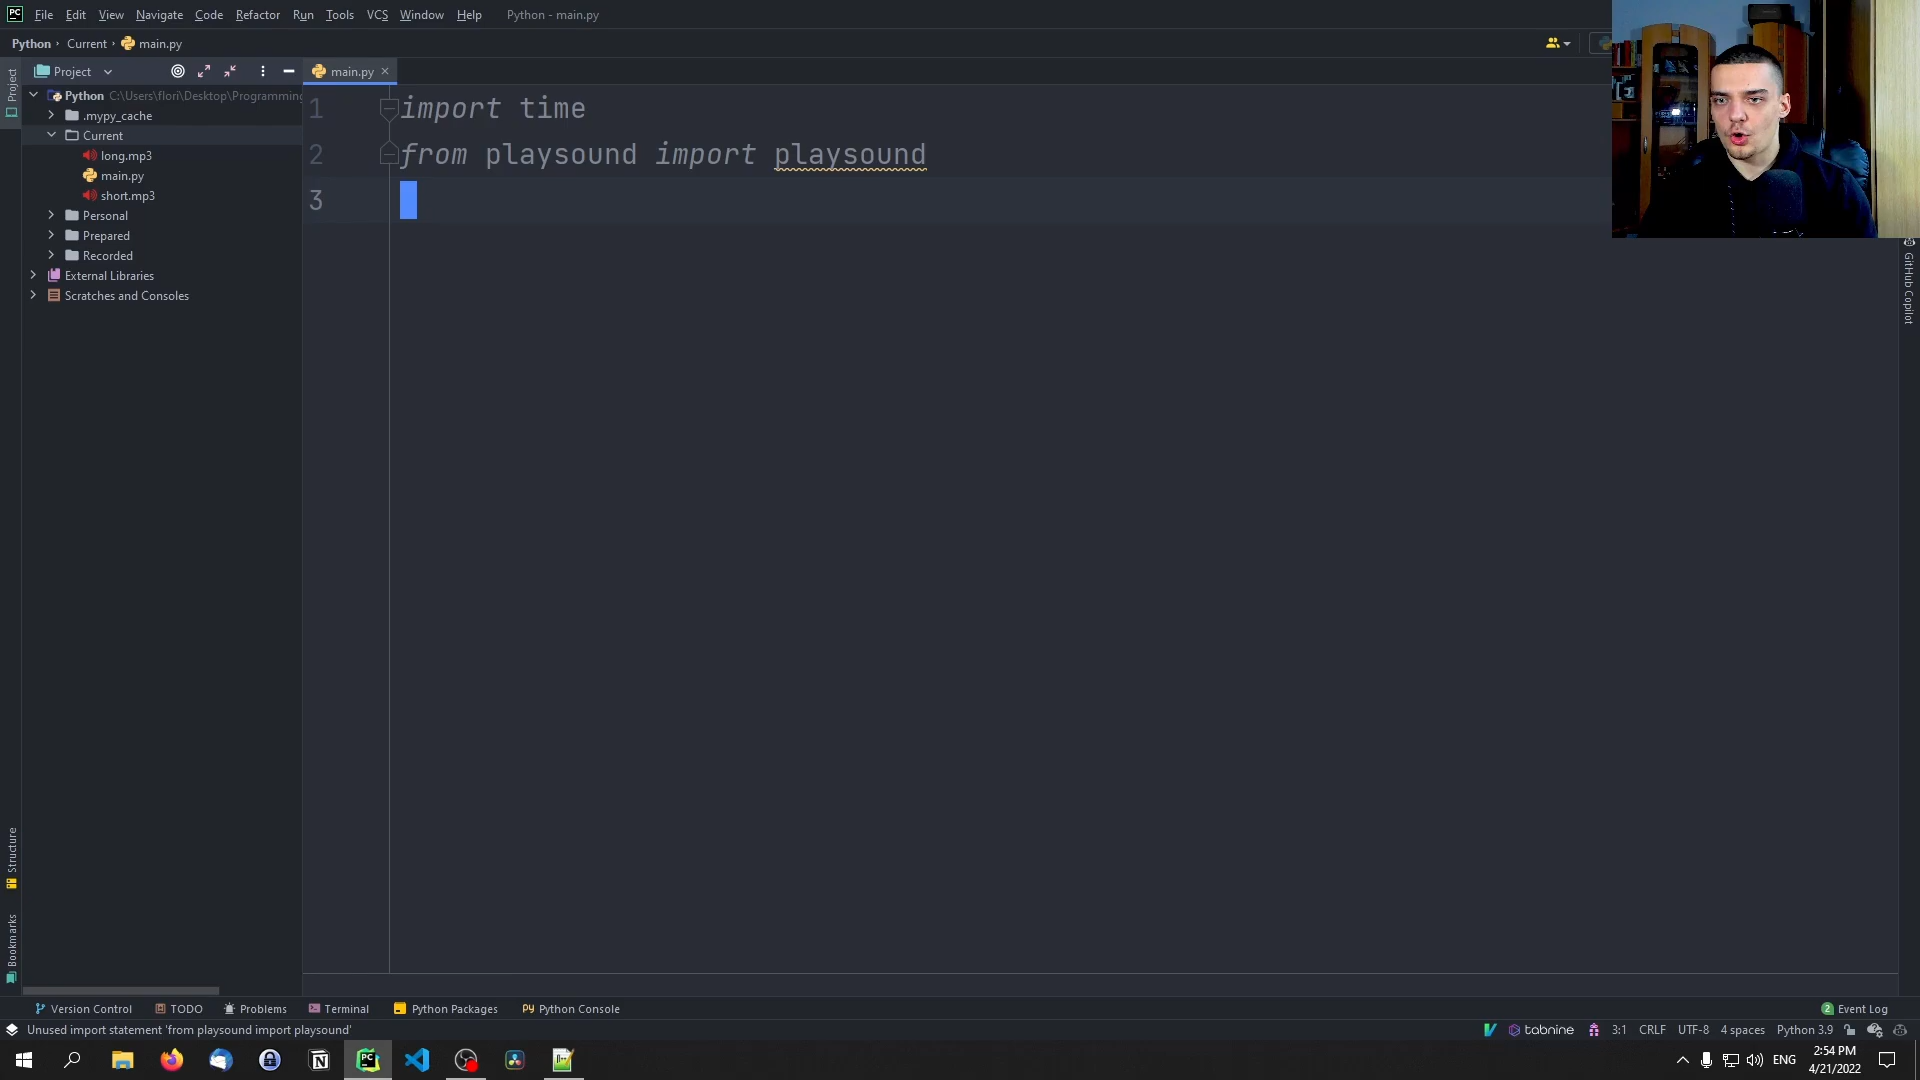 File Edit View Navigate Code Refactor Run Tools VCS Window Help Python - main.py
Python Current main.py
Project main.py
Project
Python C:\Users\flori\Desktop\Programming
.mypy_cache
Current
long.mp3
main.py
short.mp3
Personal
Prepared
Recorded
External Libraries
Scratches and Consoles
1 import time
2 from playsound import playsound
3
GitHub Copilot
Structure
Bookmarks
Version Control TODO Problems Terminal Python Packages Python Console 2 Event Log
Unused import statement 'from playsound import playsound' tabnine 3:1 CRLF UTF-8 4 spaces Python 3.9
ENG 2:54 PM
4/21/2022